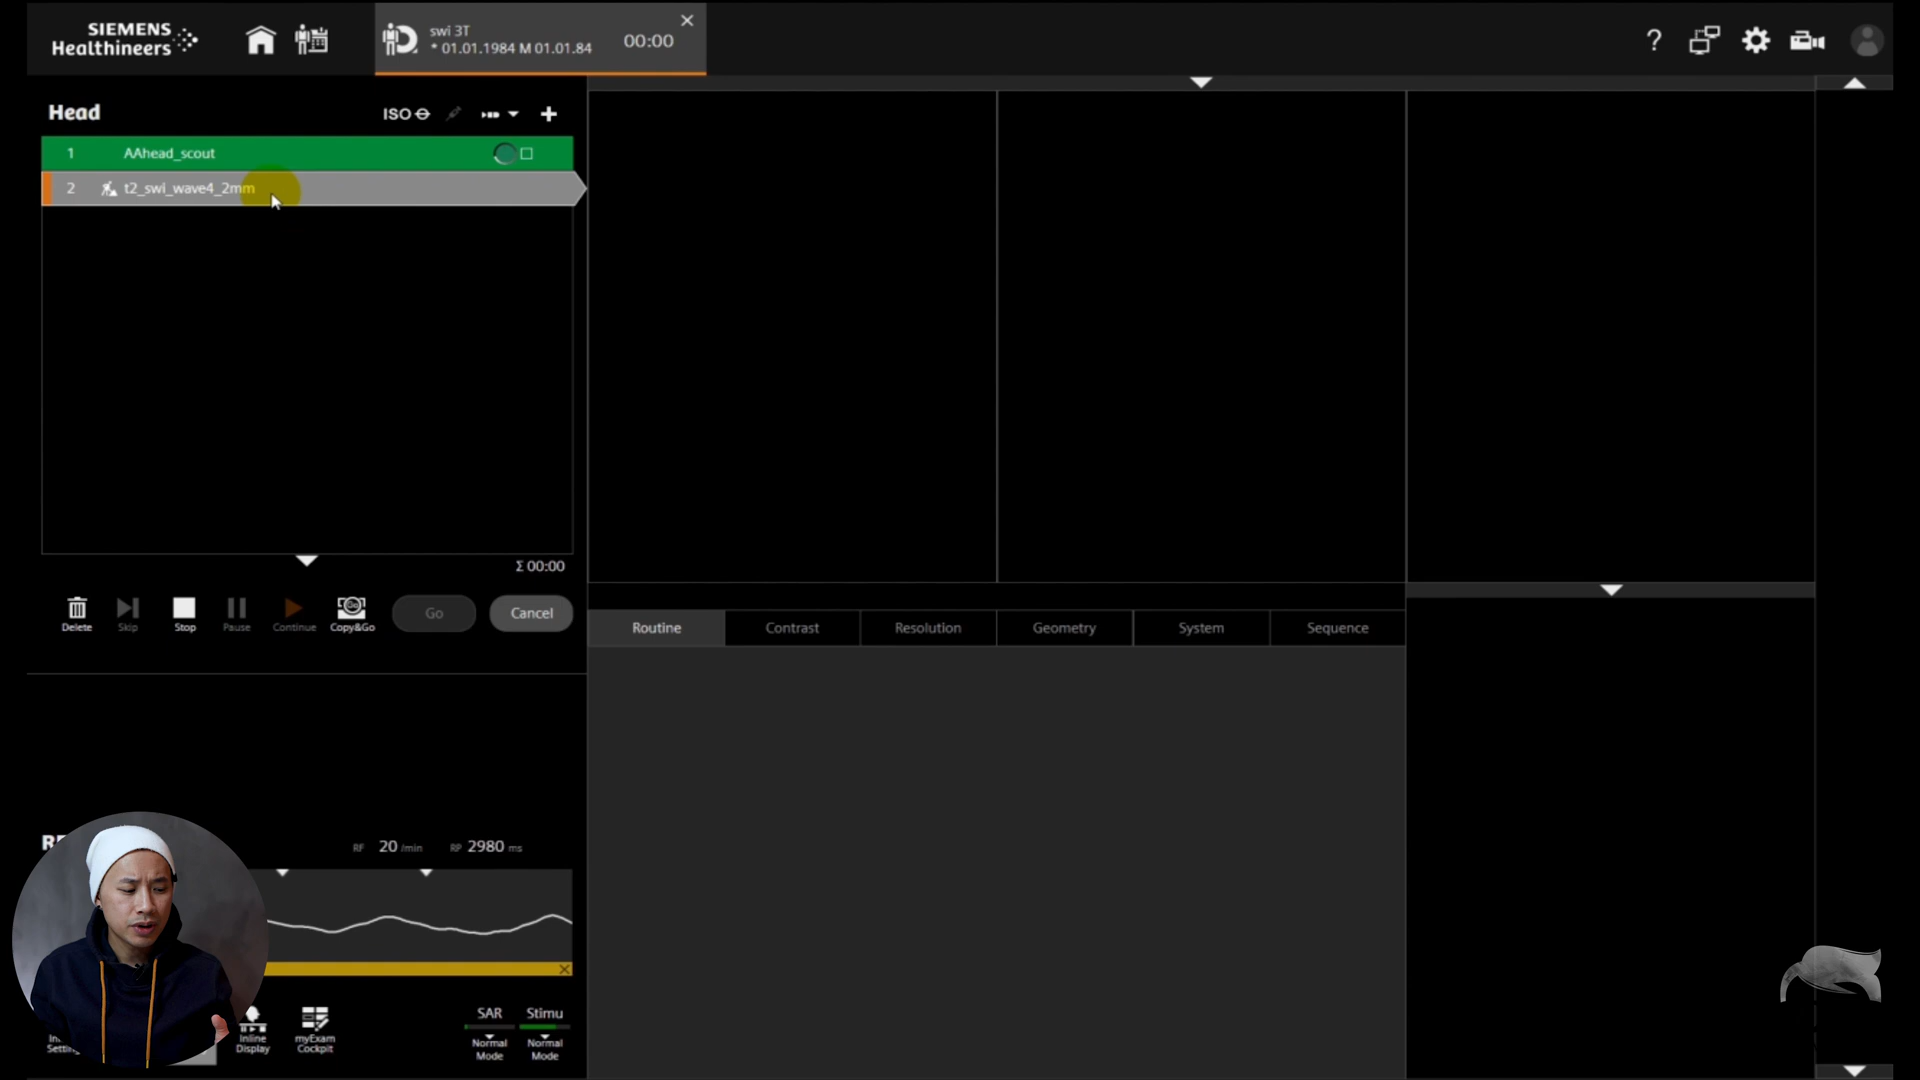 SIEMENS
Healthineers
swi 3T
* 01.01.1984 M 01.01.84
00:00
?
Head
ISO
1 AAhead_scout
2 t2_swi_wave4_2mm
Σ 00:00
Delete
Skip
Stop
Pause
Continue
Go
Copy&Go
Go
Cancel
Routine
Contrast
Resolution
Geometry
System
Sequence
RF 20 /min
RP 2980 ms
Inline
Display
myExam
Cockpit
SAR
Normal
Mode
Stimu
Normal
Mode